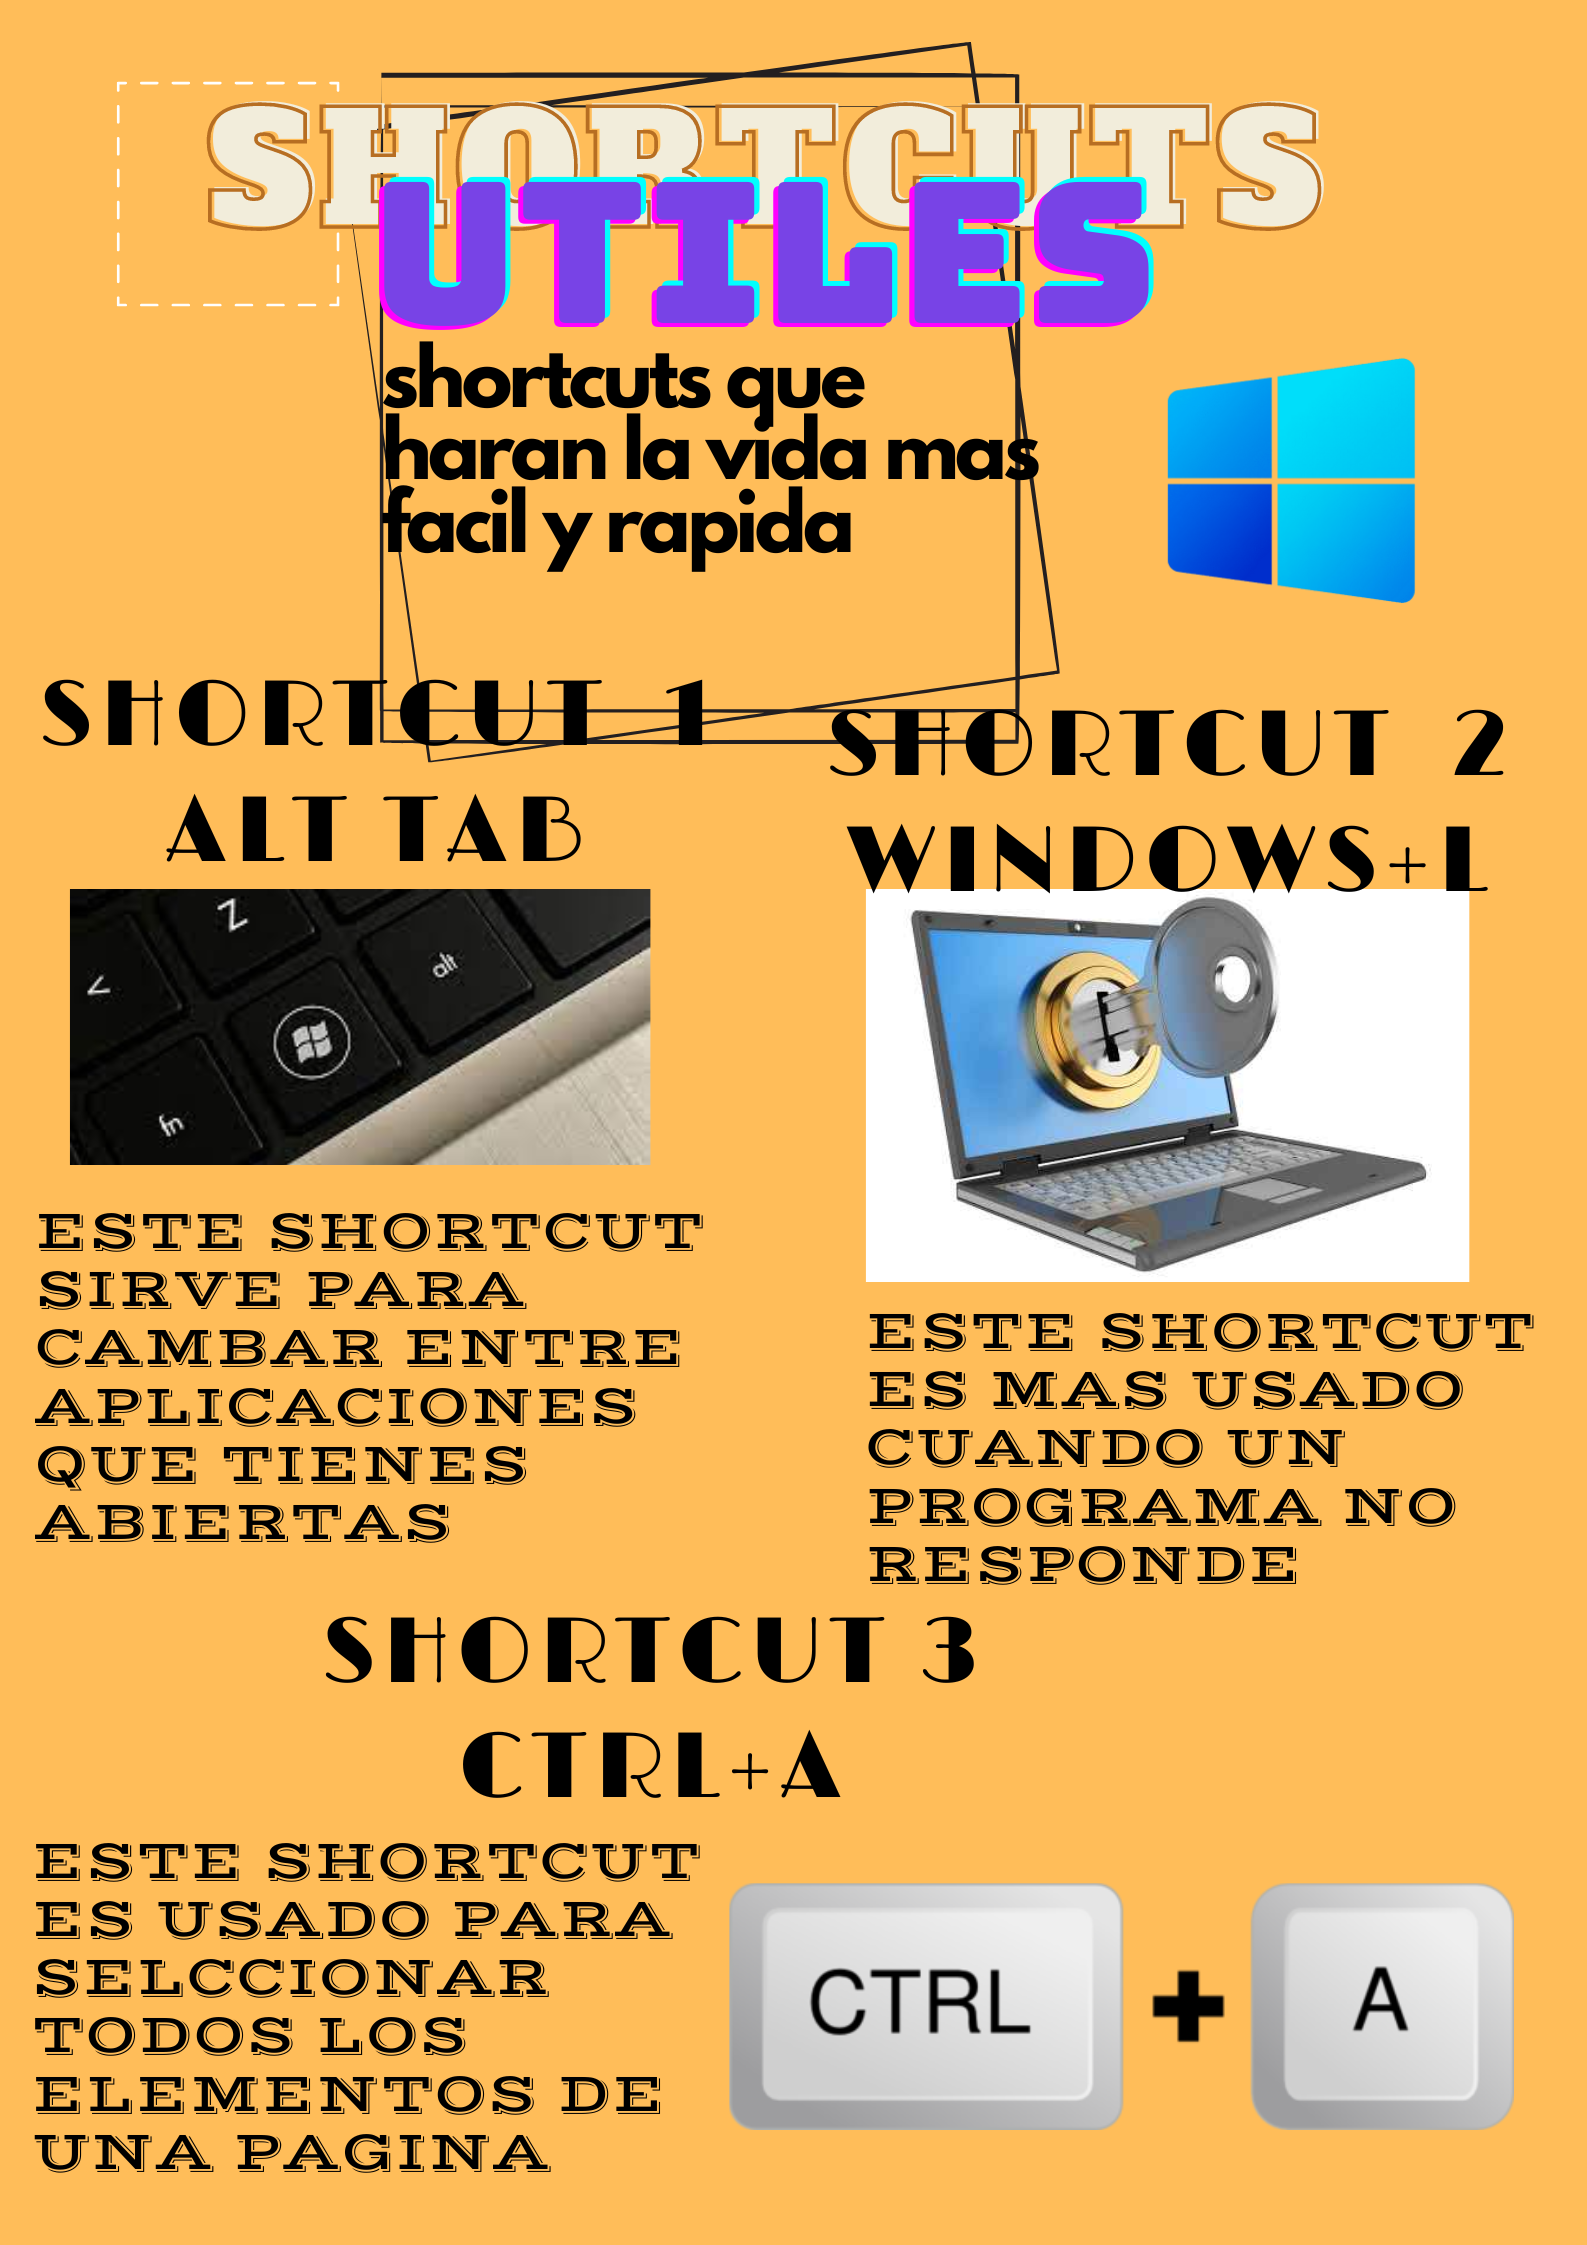 SHORTCUTS
UTILES
shortcuts que
haran la vida mas
facil y rapida
SHORTCUT 1
ALT TAB
Z
<
alt
fn
ESTE SHORTCUT
SIRVE PARA
CAMBAR ENTRE
APLICACIONES
QUE TIENES
ABIERTAS
SHORTCUT 2
WINDOWS+L
ESTE SHORTCUT
ES MAS USADO
CUANDO UN
PROGRAMA NO
RESPONDE
SHORTCUT 3
CTRL+A
ESTE SHORTCUT
ES USADO PARA
SELCCIONAR
TODOS LOS
ELEMENTOS DE
UNA PAGINA
CTRL + A